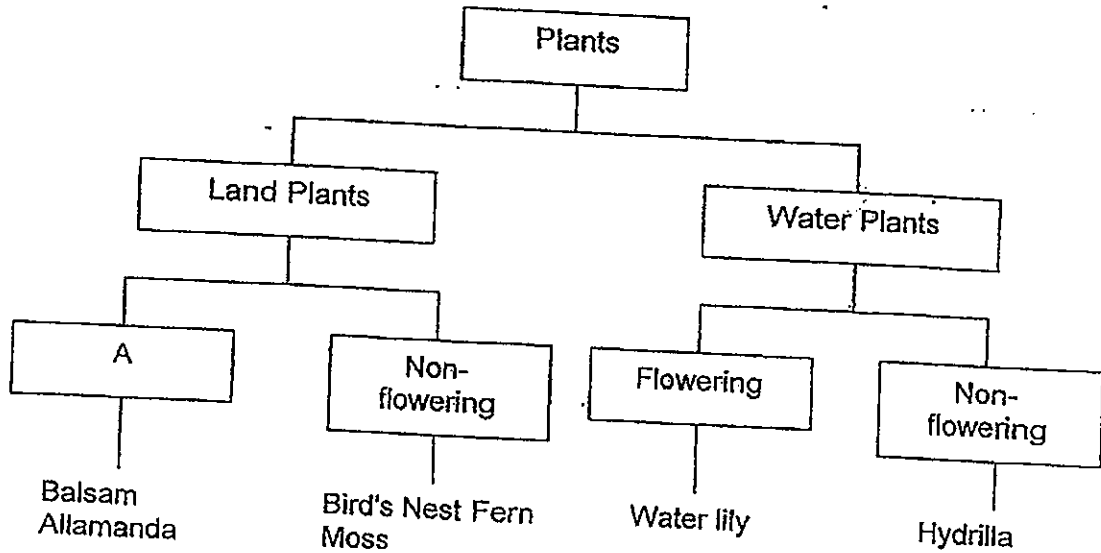 Plants
Land Plants
Water Plants
A
Non-
flowering
Flowering
Non-
flowering
Balsam
Allamanda
Bird's Nest Fern
Moss
Water lily
Hydrilla